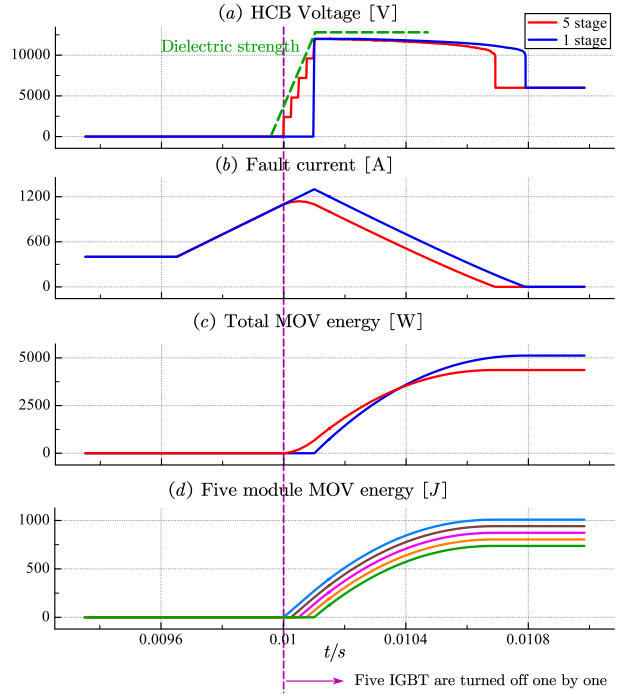 (a) HCB Voltage [V]
5 stage
1 stage
Dielectric strength
10000
5000
0
(b) Fault current [A]
1200
600
0
(c) Total MOV energy [W]
5000
2500
0
(d) Five module MOV energy [J]
1000
500
0
0.0096 0.01 0.0104 0.0108
t/s
Five IGBT are turned off one by one